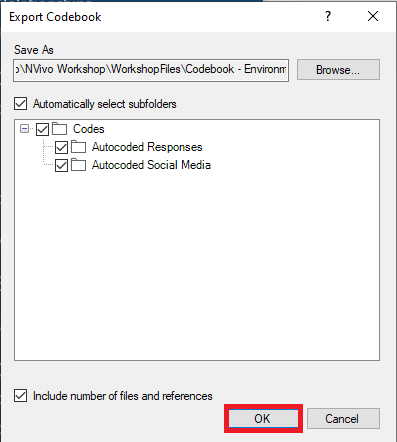 Export Codebook
Save As
o\NVivo Workshop\WorkshopFiles\Codebook - Environm
Browse...
Automatically select subfolders
Codes
Autocoded Responses
Autocoded Social Media
Include number of files and references
OK
Cancel